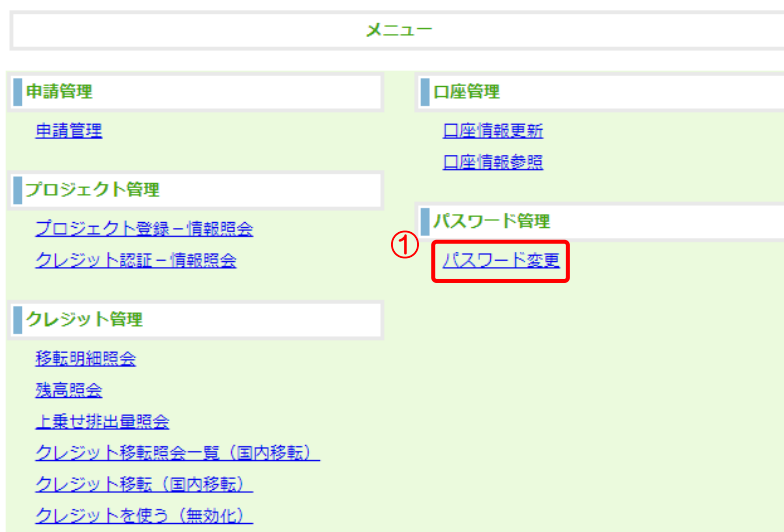 メニュー
申請管理
申請管理
プロジェクト管理
プロジェクト登録－情報照会
クレジット認証－情報照会
クレジット管理
移転明細照会
残高照会
上乗せ排出量照会
クレジット移転照会一覧（国内移転）
クレジット移転（国内移転）
クレジットを使う（無効化）
口座管理
口座情報更新
口座情報参照
パスワード管理
①
パスワード変更